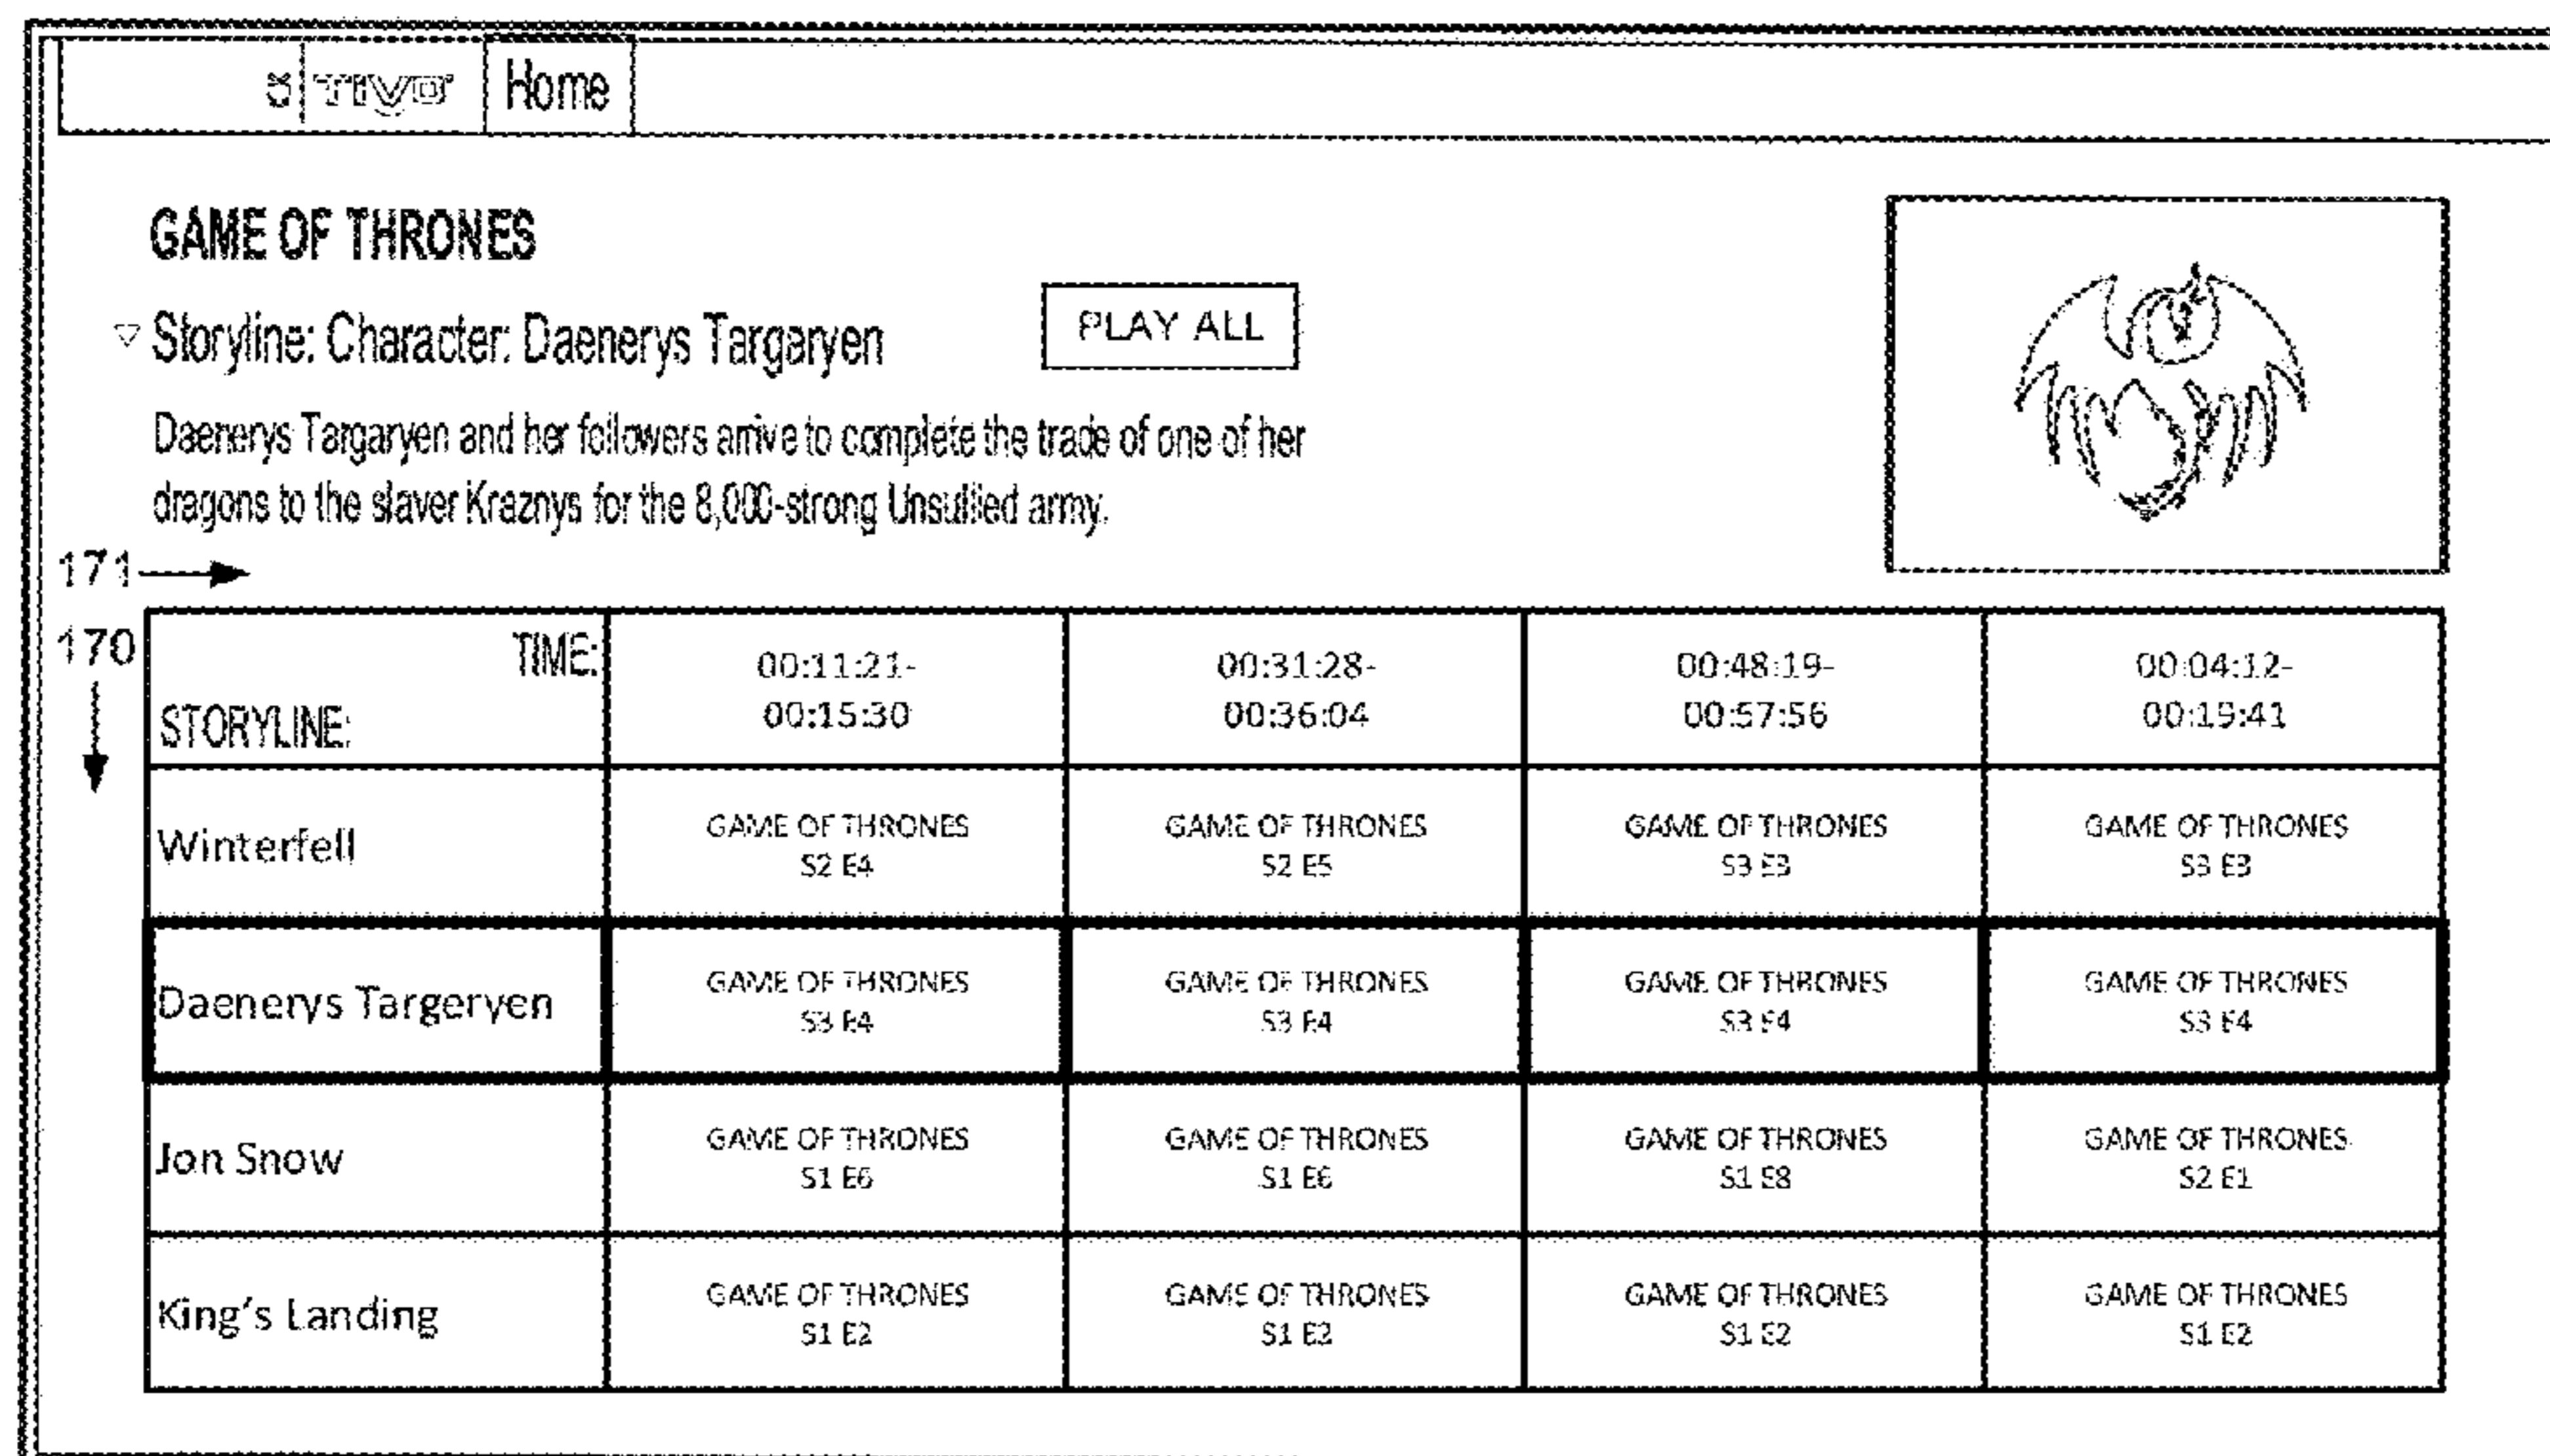 TiVo Home
GAME OF THRONES
Storyline: Character: Daenerys Targaryen
PLAY ALL
Daenerys Targaryen and her followers arrive to complete the trade of one of her
dragons to the slaver Kraznys for the 8,000-strong Unsullied army.
171
170
TIME: 00:11:21- 00:31:28- 00:48:19- 00:04:12-
STORYLINE: 00:15:30 00:36:04 00:57:56 00:19:41
Winterfell
GAME OF THRONES GAME OF THRONES GAME OF THRONES GAME OF THRONES
S2 E4 S2 E5 S3 E3 S3 E3
Daenerys Targeryen
GAME OF THRONES GAME OF THRONES GAME OF THRONES GAME OF THRONES
S3 E4 S3 E4 S3 E4 S3 E4
Jon Snow
GAME OF THRONES GAME OF THRONES GAME OF THRONES GAME OF THRONES
S1 E6 S1 E6 S1 E8 S2 E1
King's Landing
GAME OF THRONES GAME OF THRONES GAME OF THRONES GAME OF THRONES
S1 E2 S1 E2 S1 E2 S1 E2